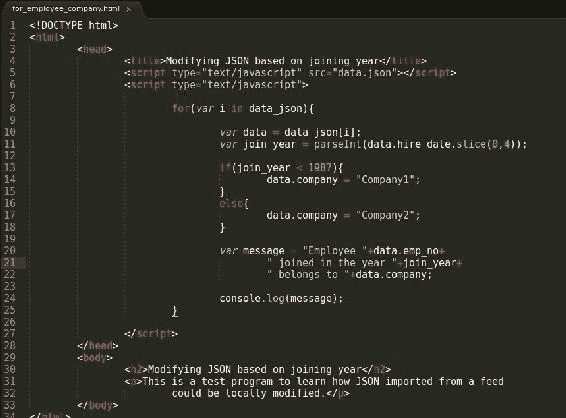 for_employee_company.html ×
1 <!DOCTYPE html>
2 <html>
3 <head>
4 <title>Modifying JSON based on joining year</title>
5 <script type="text/javascript" src="data.json"></script>
6 <script type="text/javascript">
7
8 for(var i in data_json){
9
10 var data = data_json[i];
11 var join_year = parseInt(data.hire_date.slice(0,4));
12
13 if(join_year < 1987){
14 data.company = "Company1";
15 }
16 else{
17 data.company = "Company2";
18 }
19
20 var message = "Employee "+data.emp_no+
21 " joined in the year "+join_year+
22 " belongs to "+data.company;
23
24 console.log(message);
25 }
26
27 </script>
28 </head>
29 <body>
30 <h2>Modifying JSON based on joining year</h2>
31 <p>This is a test program to learn how JSON imported from a feed
32 could be locally modified.</p>
33 </body>
34 </html>